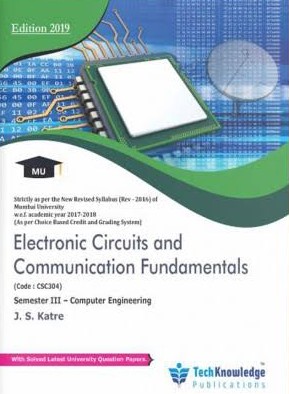 Edition 2019
MU
Strictly as per the New Revised Syllabus (Rev - 2016) of
Mumbai University
w.e.f. academic year 2017-2018
(As per Choice Based Credit and Grading System)
Electronic Circuits and
Communication Fundamentals
(Code : CSC304)
Semester III – Computer Engineering
J. S. Katre
With Solved Latest University Question Papers.
TechKnowledge™
Publications